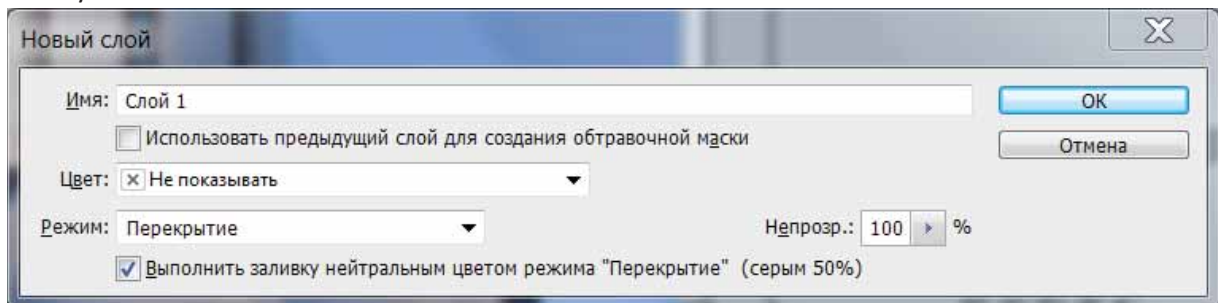 Новый слой
Имя: Слой 1
OK
Использовать предыдущий слой для создания обтравочной маски
Отмена
Цвет: Не показывать
Режим: Перекрытие Непрозр.: 100 %
Выполнить заливку нейтральным цветом режима "Перекрытие" (серым 50%)